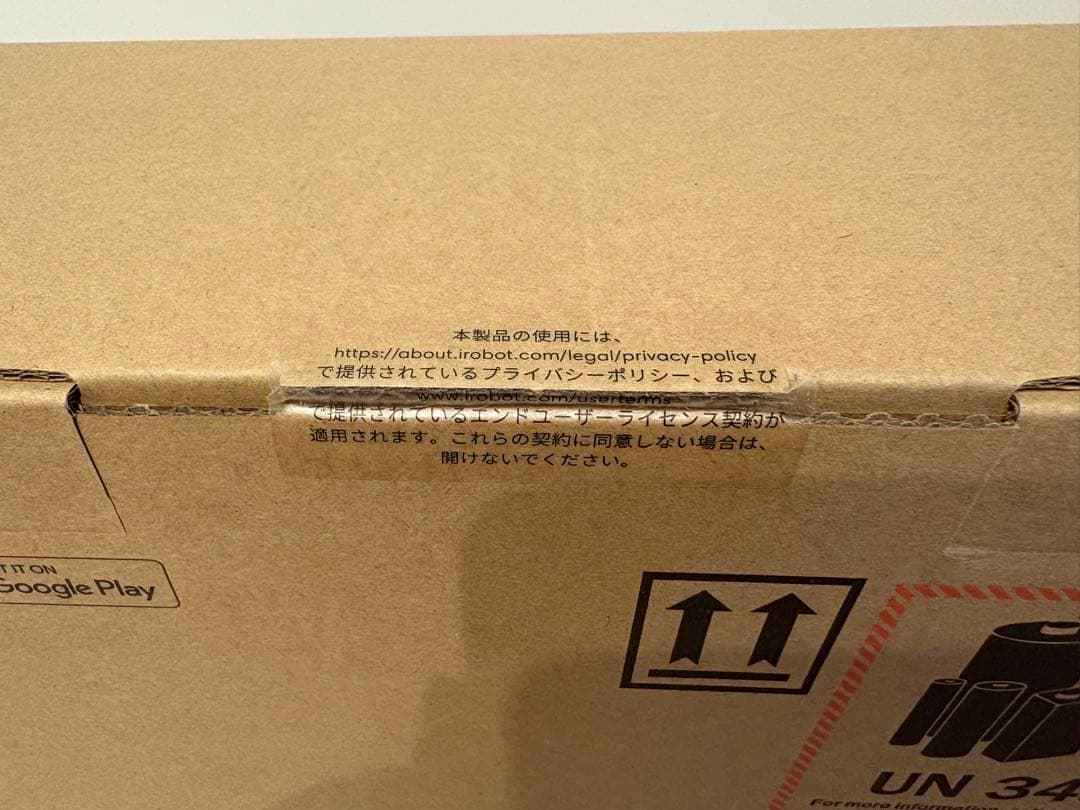 本製品の使用には、
https://about.irobot.com/legal/privacy-policy
で提供されているプライバシーポリシー、および
www.irobot.com/userterms
で提供されているエンドユーザーライセンス契約が
適用されます。これらの契約に同意しない場合は、
開けないでください。
T IT ON
Google Play
UN 34
For more information